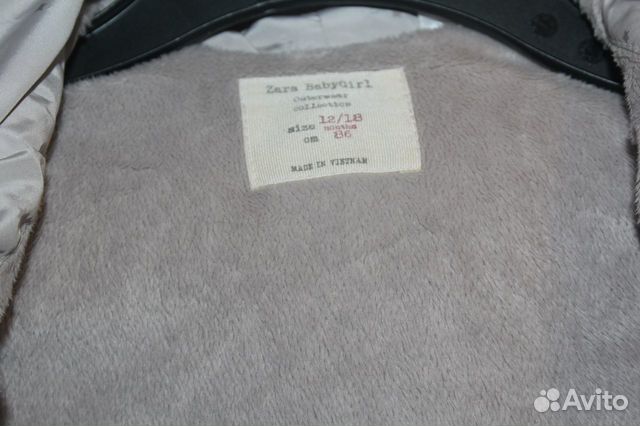 Zara BabyGirl
Outerwear
collection
size 12/18
months
cm 86
MADE IN VIETNAM
Avito